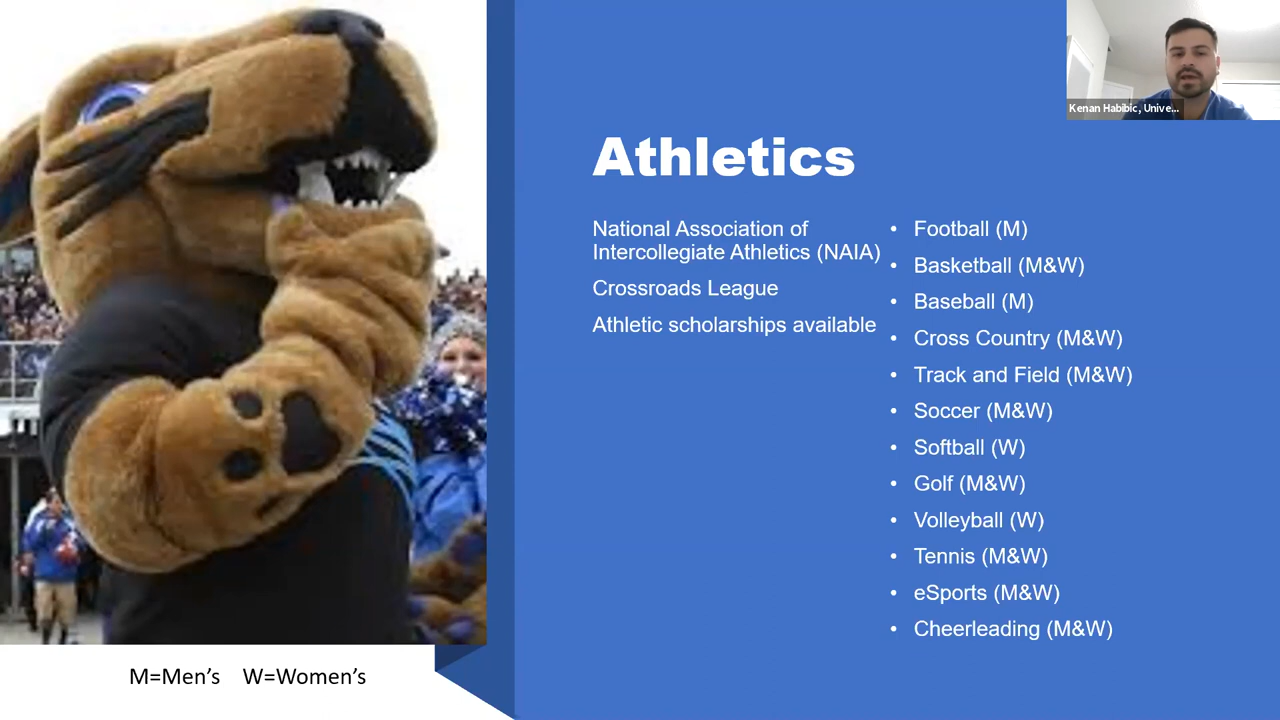 Kenan Habibic, Unive...
Athletics
National Association of
Intercollegiate Athletics (NAIA)
Crossroads League
Athletic scholarships available
• Football (M)
• Basketball (M&W)
• Baseball (M)
• Cross Country (M&W)
• Track and Field (M&W)
• Soccer (M&W)
• Softball (W)
• Golf (M&W)
• Volleyball (W)
• Tennis (M&W)
• eSports (M&W)
• Cheerleading (M&W)
M=Men’s W=Women’s